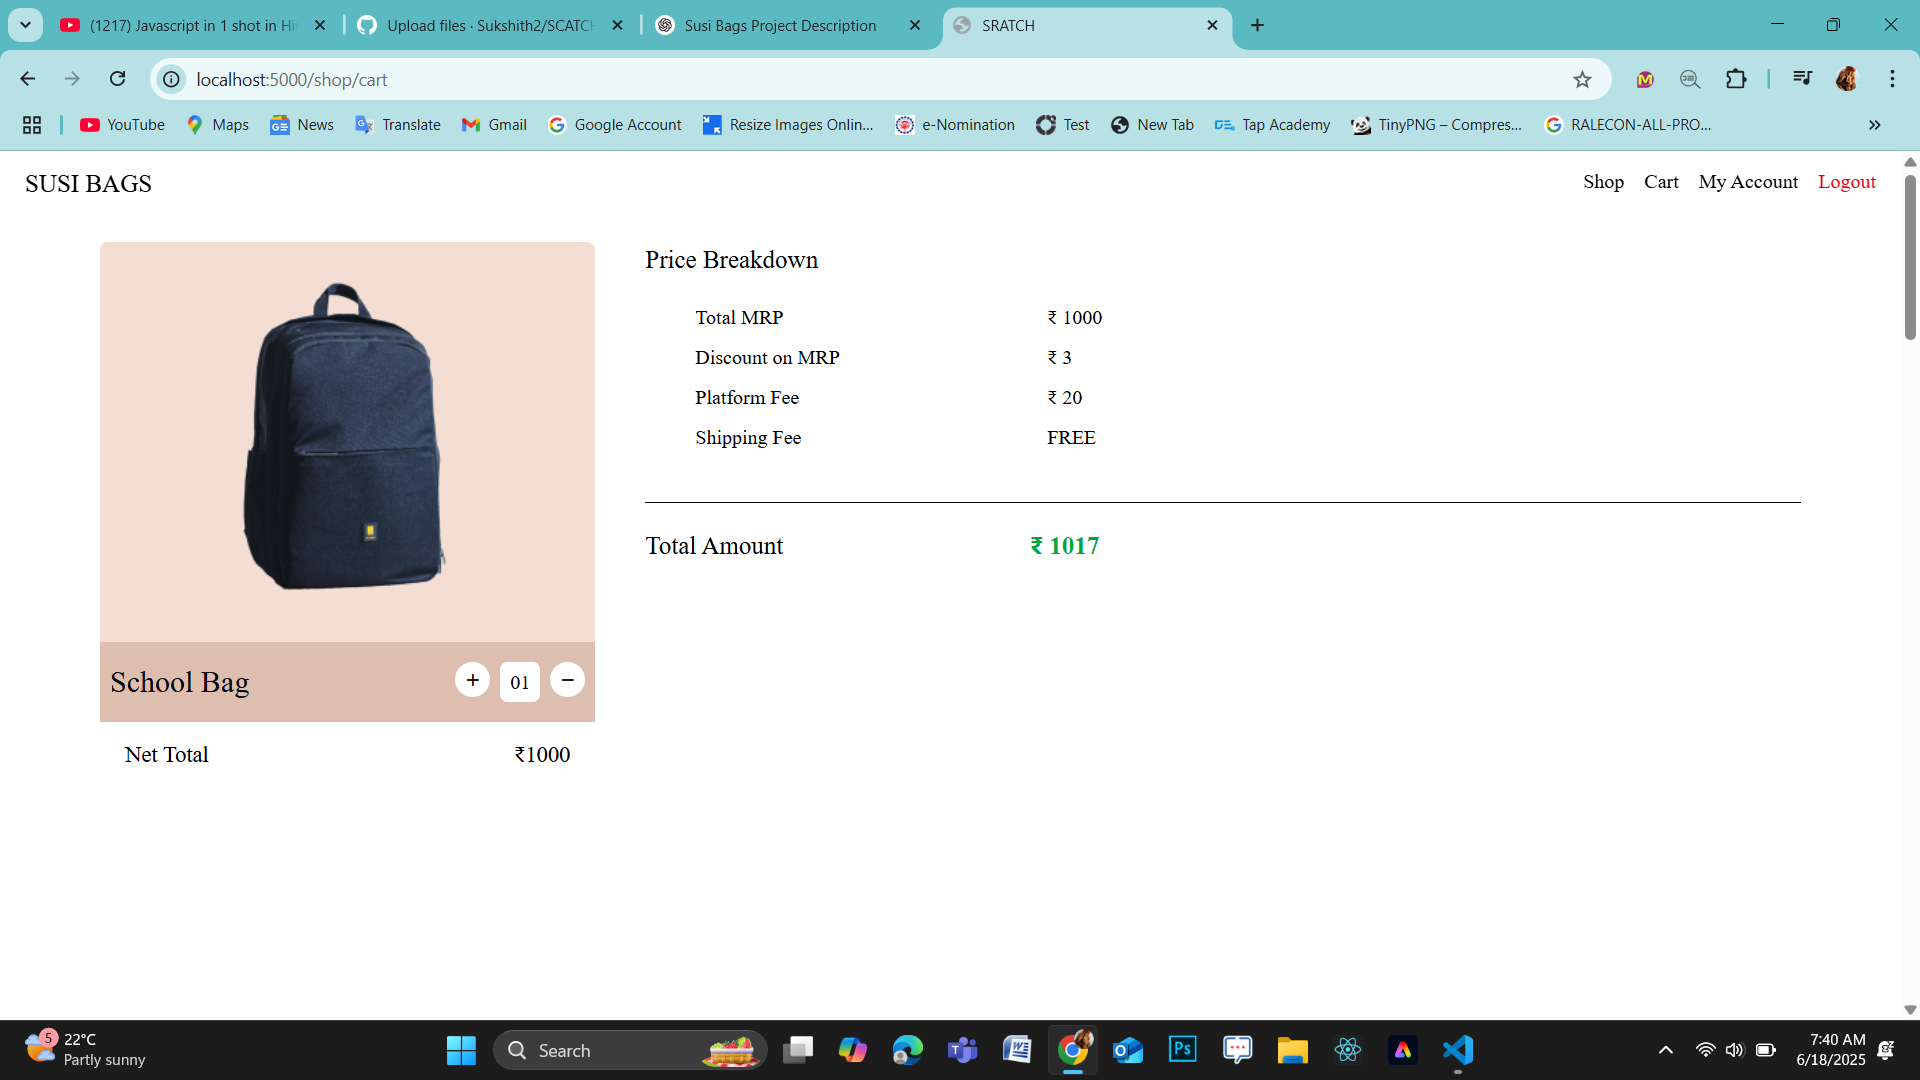 (1217) Javascript in 1 shot in Hi
Upload files · Sukshith2/SCATCH
Susi Bags Project Description
SRATCH
localhost:5000/shop/cart
YouTube
Maps
News
Translate
Gmail
Google Account
Resize Images Onlin...
e-Nomination
Test
New Tab
Tap Academy
TinyPNG – Compres...
RALECON-ALL-PRO...
SUSI BAGS
Shop
Cart
My Account
Logout
Price Breakdown
Total MRP ₹ 1000
Discount on MRP ₹ 3
Platform Fee ₹ 20
Shipping Fee FREE
Total Amount ₹ 1017
School Bag + 01 −
Net Total ₹1000
5
22°C
Partly sunny
Search
Ps
7:40 AM
6/18/2025